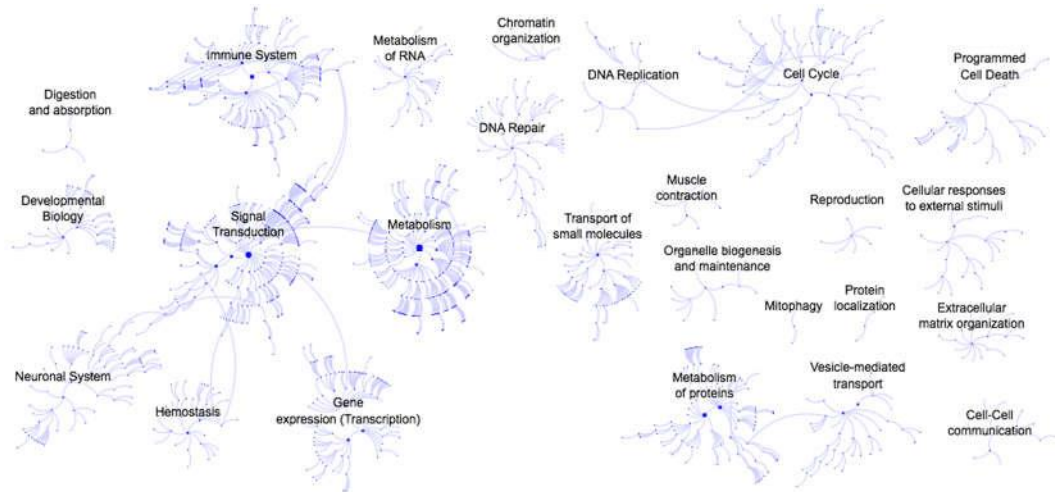 Immune System
Metabolism
of RNA
Chromatin
organization
DNA Replication
Cell Cycle
Programmed
Cell Death
Digestion
and absorption
DNA Repair
Developmental
Biology
Signal
Transduction
Metabolism
Transport of
small molecules
Muscle
contraction
Reproduction
Cellular responses
to external stimuli
Organelle biogenesis
and maintenance
Mitophagy
Protein
localization
Extracellular
matrix organization
Neuronal System
Hemostasis
Gene
expression (Transcription)
Metabolism
of proteins
Vesicle-mediated
transport
Cell-Cell
communication